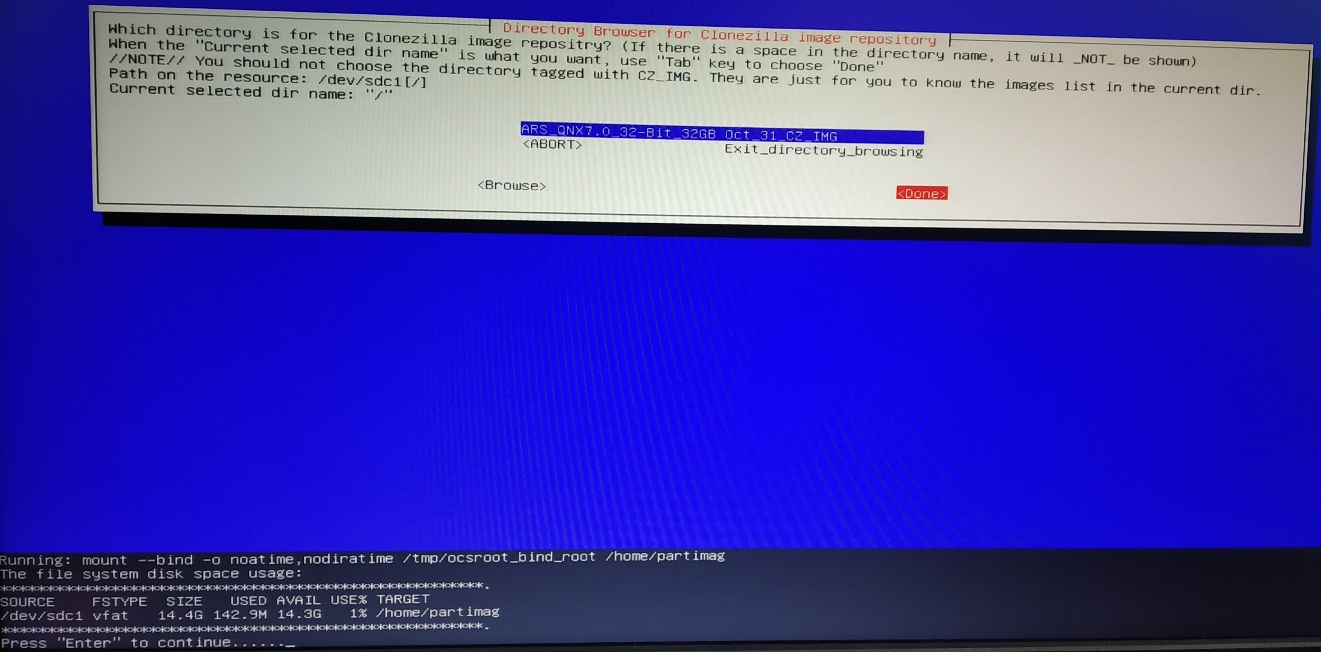 Directory Browser for Clonezilla image repository
Which directory is for the Clonezilla image repositry? (If there is a space in the directory name, it will _NOT_ be shown)
When the "Current selected dir name" is what you want, use "Tab" key to choose "Done"
//NOTE// You should not choose the directory tagged with CZ_IMG. They are just for you to know the images list in the current dir.
Path on the resource: /dev/sdc1[/]
Current selected dir name: "/"
ARS_QNX7.0_32-Bit_32GB Oct_31_CZ_IMG
<ABORT> Exit_directory_browsing
<Browse> <Done>
Running: mount --bind -o noatime,nodiratime /tmp/ocsroot_bind_root /home/partimag
The file system disk space usage:
***********************************************************.
SOURCE FSTYPE SIZE USED AVAIL USE% TARGET
/dev/sdc1 vfat 14.4G 142.9M 14.3G 1% /home/partimag
***********************************************************.
Press "Enter" to continue......_